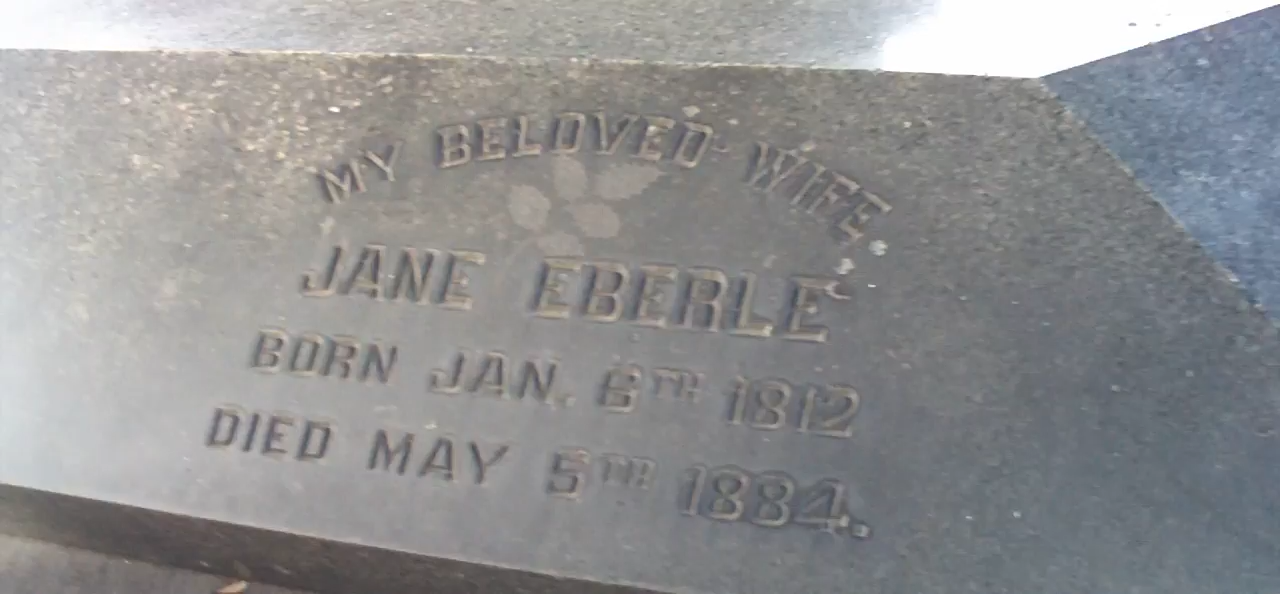 MY BELOVED WIFE
JANE EBERLE
BORN JAN. 6TH 1812
DIED MAY 5TH 1884.